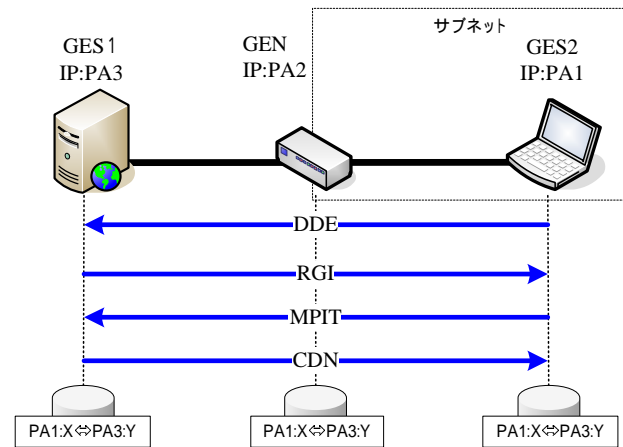 サブネット
GES1
IP:PA3
GEN
IP:PA2
GES2
IP:PA1
DDE
RGI
MPIT
CDN
PA1:X⇔PA3:Y
PA1:X⇔PA3:Y
PA1:X⇔PA3:Y